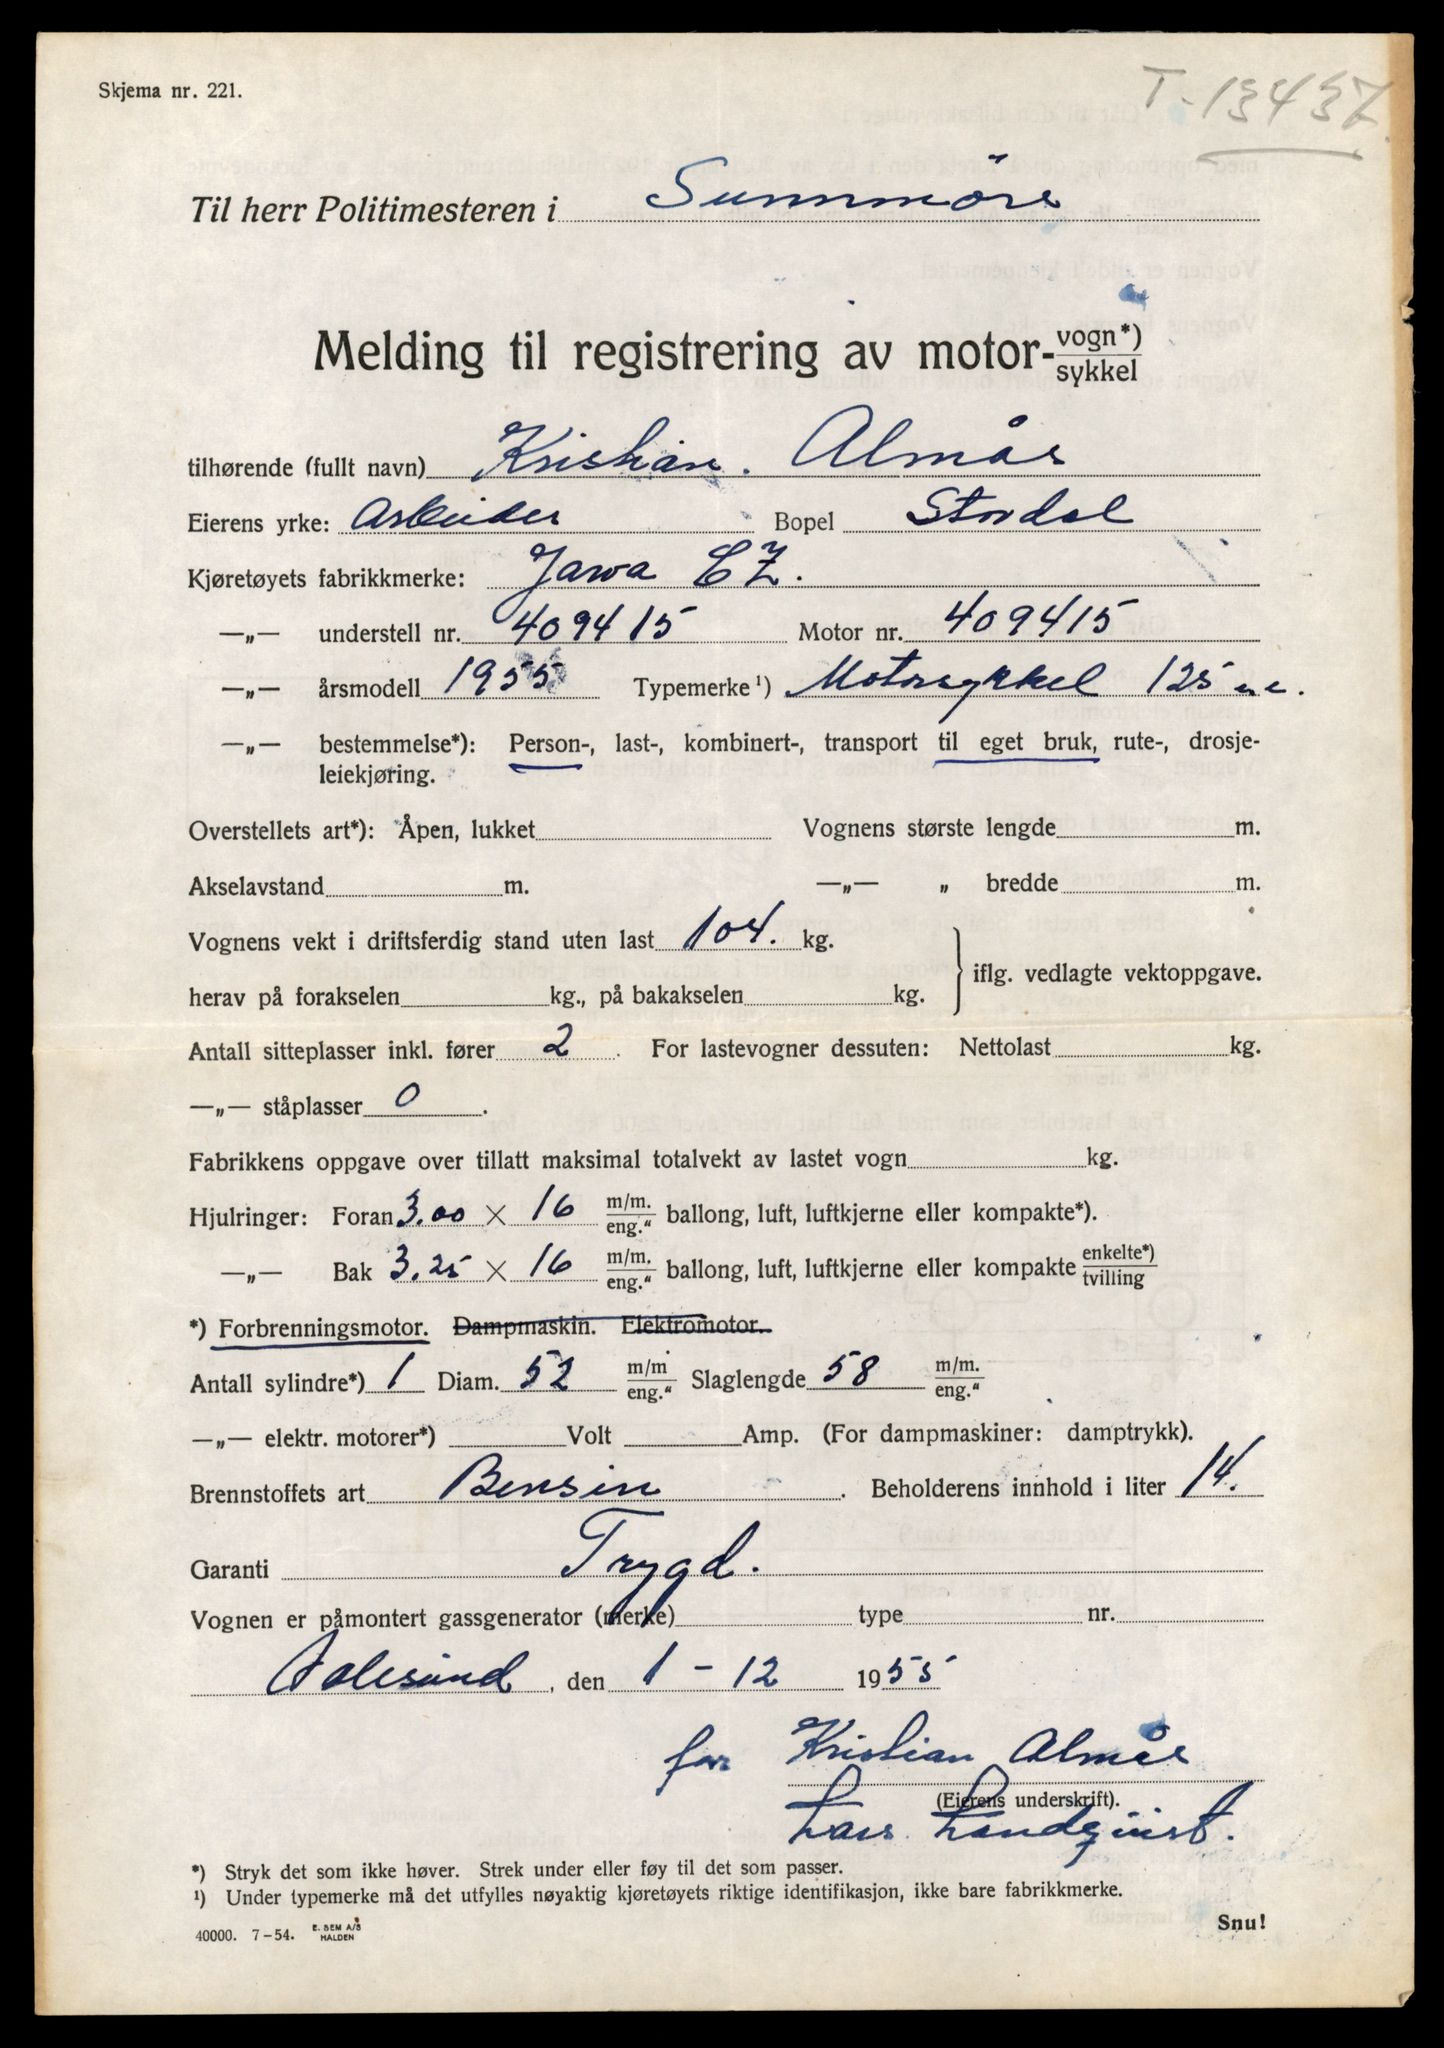 Skjema nr. 221.
T-13437.
Til herr Politimesteren i Sunnmöre
Melding til registrering av motor-vogn*)
sykkel
tilhørende (fullt navn) Kristian. Almås
Eierens yrke: Arbeider Bopel Stordal
Kjøretøyets fabrikkmerke: Jawa CZ.
—„— understell nr. 409415 Motor nr. 409415
—„— årsmodell 1955 Typemerke¹) Motorsykkel 125
—„— bestemmelse*): Person-, last-, kombinert-, transport til eget bruk, rute-, drosje-
leiekjøring.
Overstellets art*): Åpen, lukket Vognens største lengde m.
Akselavstand m. —„— „ bredde m.
Vognens vekt i driftsferdig stand uten last 104. kg.
iflg. vedlagte vektoppgave.
herav på forakselen kg., på bakakselen kg.
Antall sitteplasser inkl. fører 2. For lastevogner dessuten: Nettolast kg.
—„— ståplasser 0.
Fabrikkens oppgave over tillatt maksimal totalvekt av lastet vogn kg.
Hjulringer: Foran 3.00 × 16 m/m. eng.“ ballong, luft, luftkjerne eller kompakte*).
—„— Bak 3.25 × 16 m/m. eng.“ ballong, luft, luftkjerne eller kompakte enkelte*) tvilling
*) Forbrenningsmotor. Dampmaskin. Elektromotor.
Antall sylindre*) 1 Diam. 52 m/m eng.“ Slaglengde 58 m/m. eng.“
—„— elektr. motorer*) Volt Amp. (For dampmaskiner: damptrykk).
Brennstoffets art Bensin. Beholderens innhold i liter 14.
Garanti Trygd.
Vognen er påmontert gassgenerator (merke) type nr.
Aalesund, den 1 - 12 1955
for Kristian Almås
(Eierens underskrift).
Lars Landqvist.
*) Stryk det som ikke høver. Strek under eller føy til det som passer.
¹) Under typemerke må det utfylles nøyaktig kjøretøyets riktige identifikasjon, ikke bare fabrikkmerke.
40000. 7-54. E. SEM A/S
HALDEN
Snu!